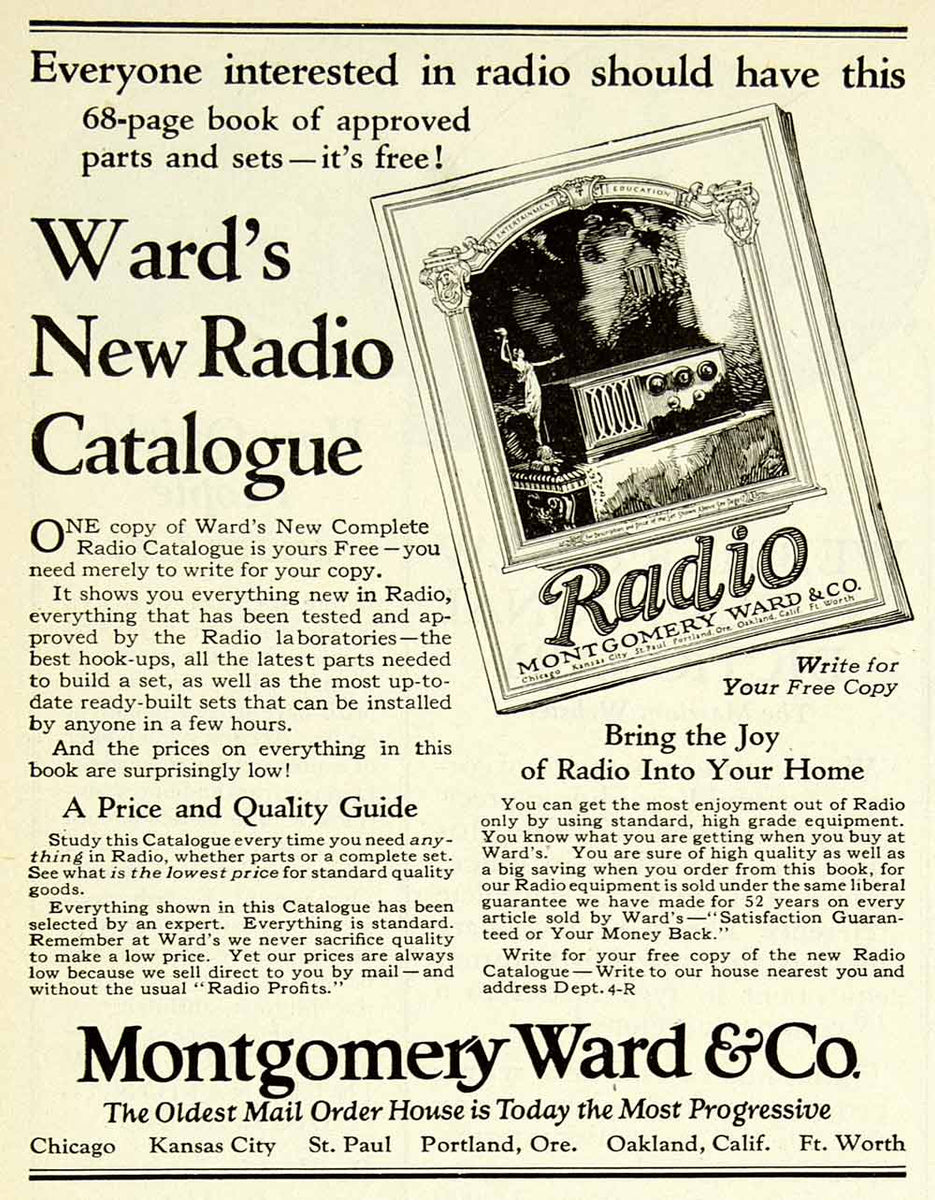 Everyone interested in radio should have this
68-page book of approved
parts and sets—it's free!
Ward's
New Radio
Catalogue
ONE copy of Ward's New Complete
Radio Catalogue is yours Free—you
need merely to write for your copy.
It shows you everything new in Radio,
everything that has been tested and ap-
proved by the Radio laboratories—the
best hook-ups, all the latest parts needed
to build a set, as well as the most up-to-
date ready-built sets that can be installed
by anyone in a few hours.
And the prices on everything in this
book are surprisingly low!
A Price and Quality Guide
Study this Catalogue every time you need any-
thing in Radio, whether parts or a complete set.
See what is the lowest price for standard quality
goods.
Everything shown in this Catalogue has been
selected by an expert. Everything is standard.
Remember at Ward's we never sacrifice quality
to make a low price. Yet our prices are always
low because we sell direct to you by mail—and
without the usual "Radio Profits."
ENTERTAINMENT
EDUCATION
For Description and Price of the Set Shown Above See Page
Radio
MONTGOMERY WARD & CO.
Chicago Kansas City St. Paul Portland, Ore. Oakland, Calif. Ft. Worth
Write for
Your Free Copy
Bring the Joy
of Radio Into Your Home
You can get the most enjoyment out of Radio
only by using standard, high grade equipment.
You know what you are getting when you buy at
Ward's. You are sure of high quality as well as
a big saving when you order from this book, for
our Radio equipment is sold under the same liberal
guarantee we have made for 52 years on every
article sold by Ward's—"Satisfaction Guaran-
teed or Your Money Back."
Write for your free copy of the new Radio
Catalogue—Write to our house nearest you and
address Dept. 4-R
Montgomery Ward & Co.
The Oldest Mail Order House is Today the Most Progressive
Chicago Kansas City St. Paul Portland, Ore. Oakland, Calif. Ft. Worth